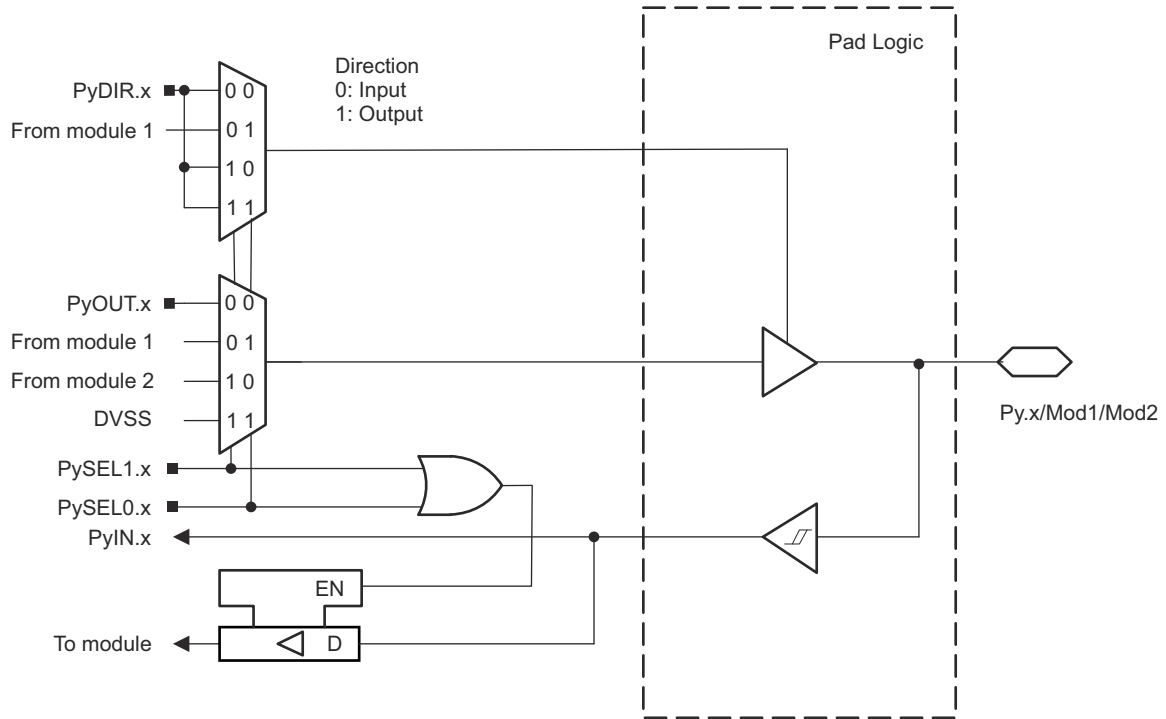 Pad Logic
Direction
0: Input
1: Output
PyDIR.x
0 0
From module 1
0 1
1 0
1 1
PyOUT.x
0 0
From module 1
0 1
From module 2
1 0
DVSS
1 1
Py.x/Mod1/Mod2
PySEL1.x
PySEL0.x
PyIN.x
EN
To module
D